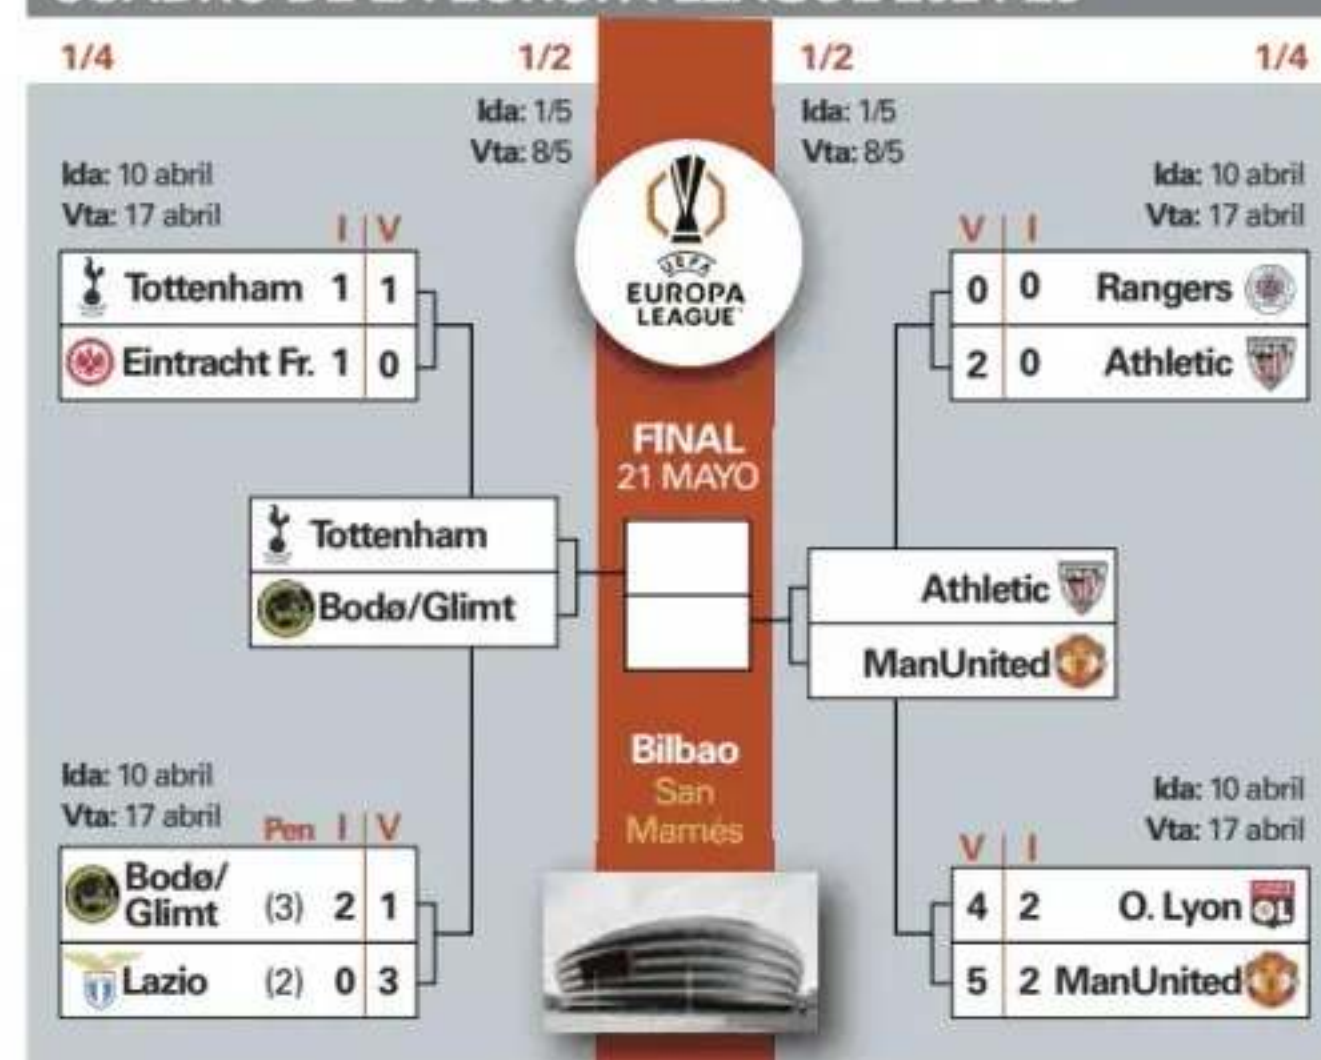 1/4
1/2
1/2
1/4
Ida: 1/5
Vta: 8/5
Ida: 1/5
Vta: 8/5
Ida: 10 abril
Vta: 17 abril
I V
Tottenham 1 1
Eintracht Fr. 1 0
UEFA
EUROPA
LEAGUE
Ida: 10 abril
Vta: 17 abril
V I
0 0 Rangers
2 0 Athletic
FINAL
21 MAYO
Tottenham
Bodø/Glimt
Athletic
ManUnited
Bilbao
San
Mamés
Ida: 10 abril
Vta: 17 abril
Pen I V
Bodø/
Glimt (3) 2 1
Lazio (2) 0 3
Ida: 10 abril
Vta: 17 abril
V I
4 2 O. Lyon OL
5 2 ManUnited